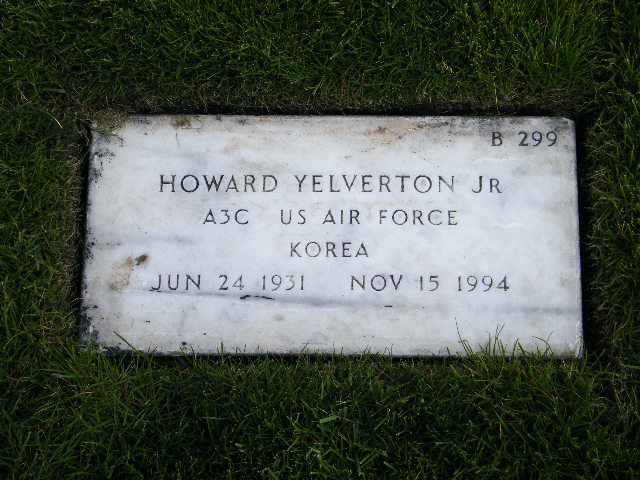 B 299
HOWARD YELVERTON JR
A3C US AIR FORCE
KOREA
JUN 24 1931 NOV 15 1994